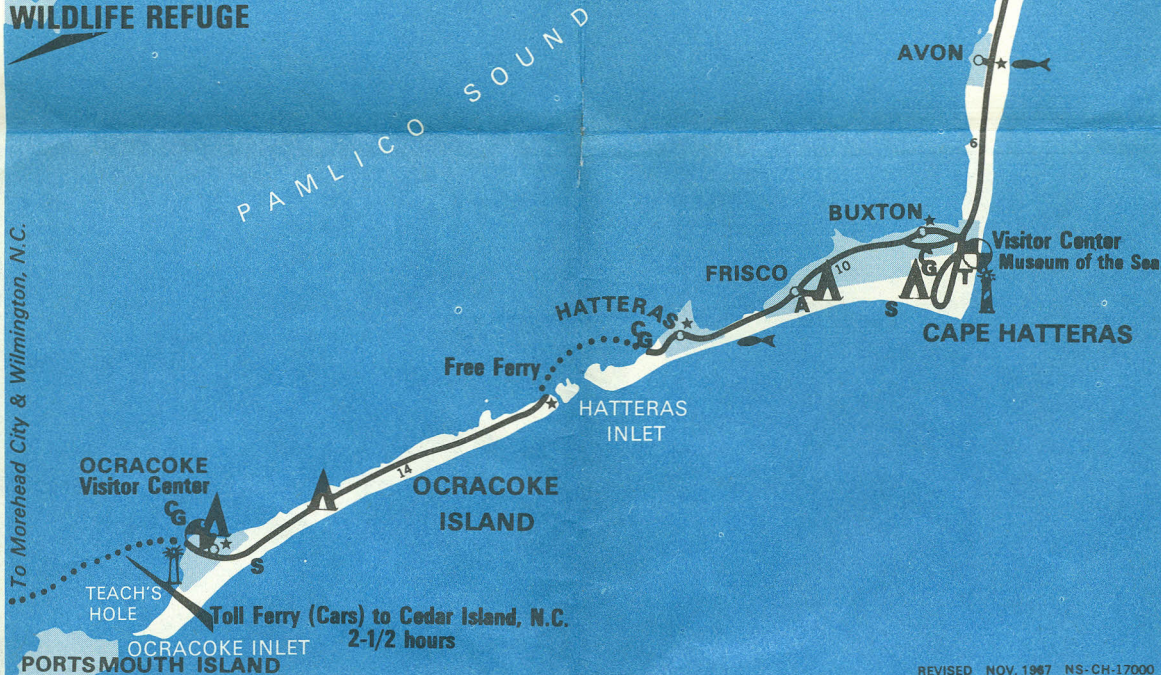 WILDLIFE REFUGE
PAMLICO SOUND
AVON
6
BUXTON
Visitor Center
Museum of the Sea
CG
T
10
FRISCO
A
S
CAPE HATTERAS
HATTERAS
CG
Free Ferry
HATTERAS
INLET
To Morehead City & Wilmington, N.C.
14
OCRACOKE
Visitor Center
CG
OCRACOKE
ISLAND
S
TEACH'S
HOLE
Toll Ferry (Cars) to Cedar Island, N.C.
2-1/2 hours
OCRACOKE INLET
PORTSMOUTH ISLAND
REVISED NOV. 1967 NS-CH-17000